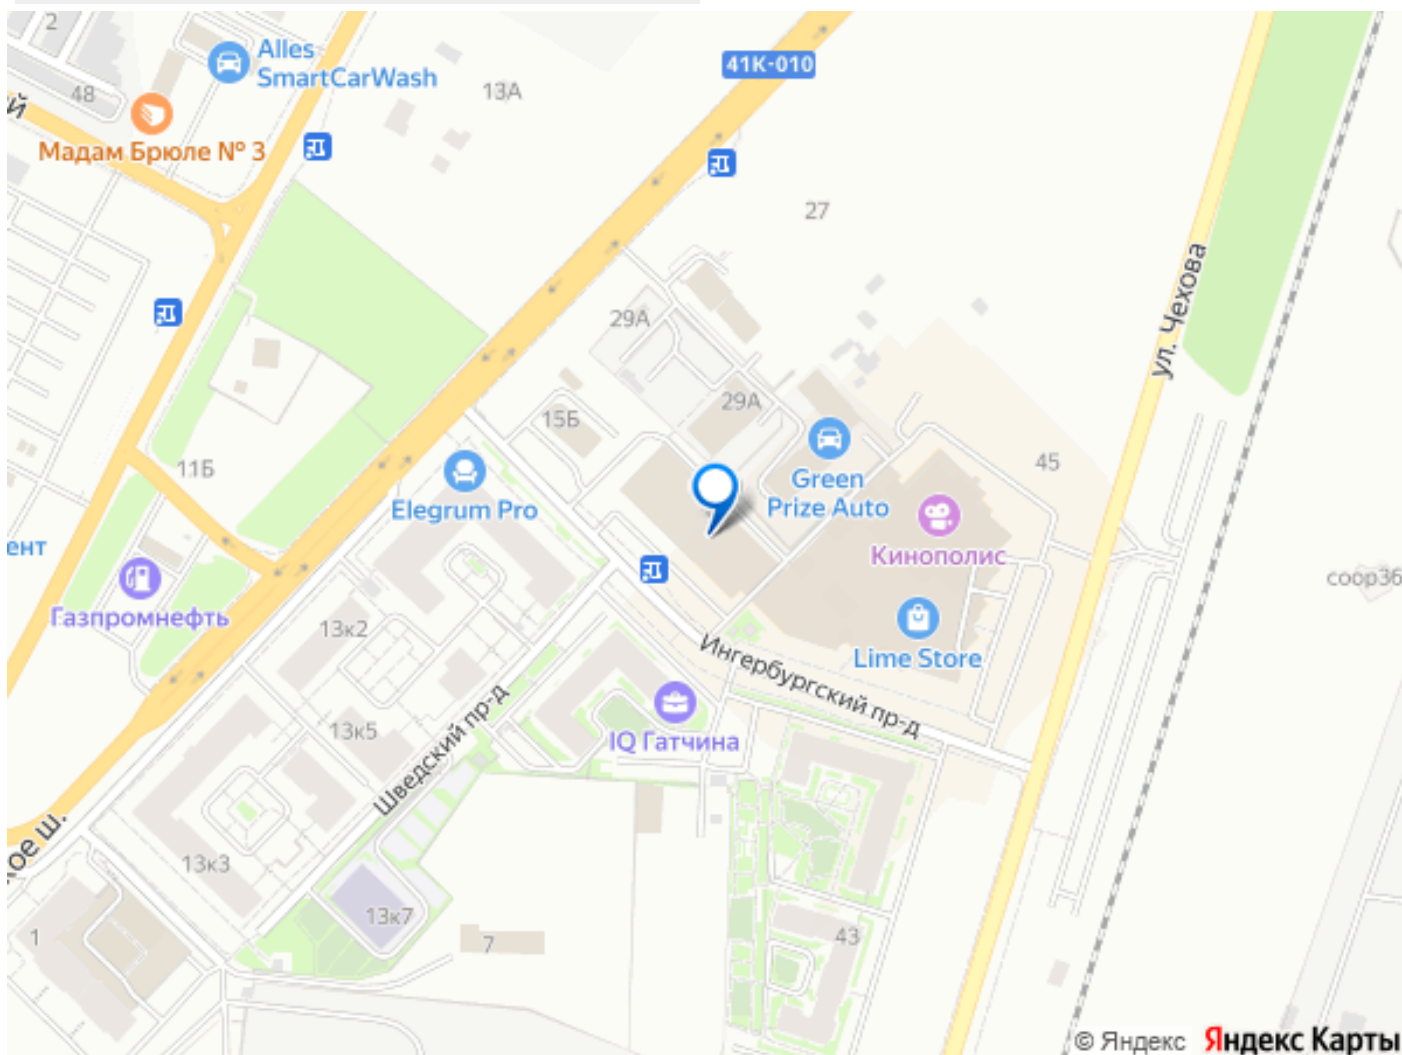 2
Alles
SmartCarWash
41К-010
13А
48
ый
Мадам Брюле № 3
27
ул. Чехова
29А
29А
15Б
45
11Б
Elegrum Pro
Green
Prize Auto
Кинополис
ент
Газпромнефть
соор36
13к2
Lime Store
Ингербургский пр-д
Шведский пр-д
IQ Гатчина
13к5
ое ш.
13к3
13к7
1
7
43
© Яндекс Яндекс Карты